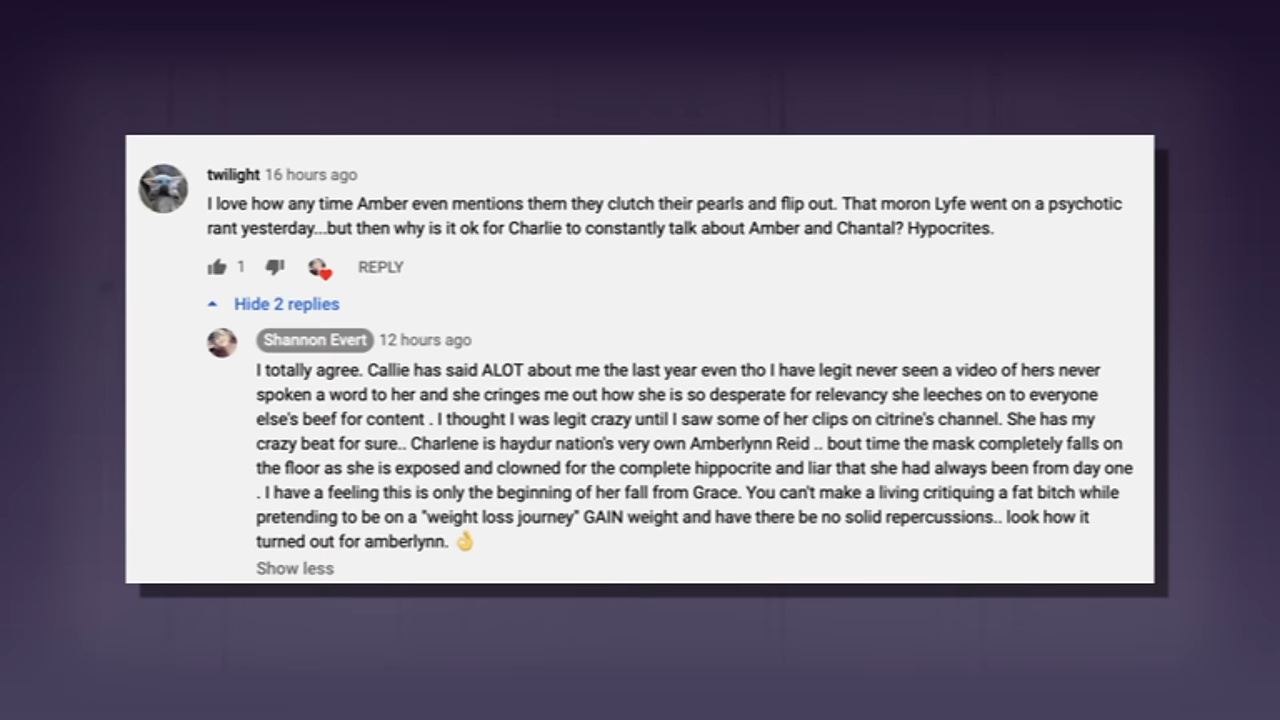 twilight 16 hours ago
I love how any time Amber even mentions them they clutch their pearls and flip out. That moron Lyfe went on a psychotic
rant yesterday...but then why is it ok for Charlie to constantly talk about Amber and Chantal? Hypocrites.
1 REPLY
Hide 2 replies
Shannon Evert 12 hours ago
I totally agree. Callie has said ALOT about me the last year even tho I have legit never seen a video of hers never
spoken a word to her and she cringes me out how she is so desperate for relevancy she leeches on to everyone
else's beef for content . I thought I was legit crazy until I saw some of her clips on citrine's channel. She has my
crazy beat for sure.. Charlene is haydur nation's very own Amberlynn Reid .. bout time the mask completely falls on
the floor as she is exposed and clowned for the complete hippocrite and liar that she had always been from day one
. I have a feeling this is only the beginning of her fall from Grace. You can't make a living critiquing a fat bitch while
pretending to be on a "weight loss journey" GAIN weight and have there be no solid repercussions.. look how it
turned out for amberlynn. 👌
Show less